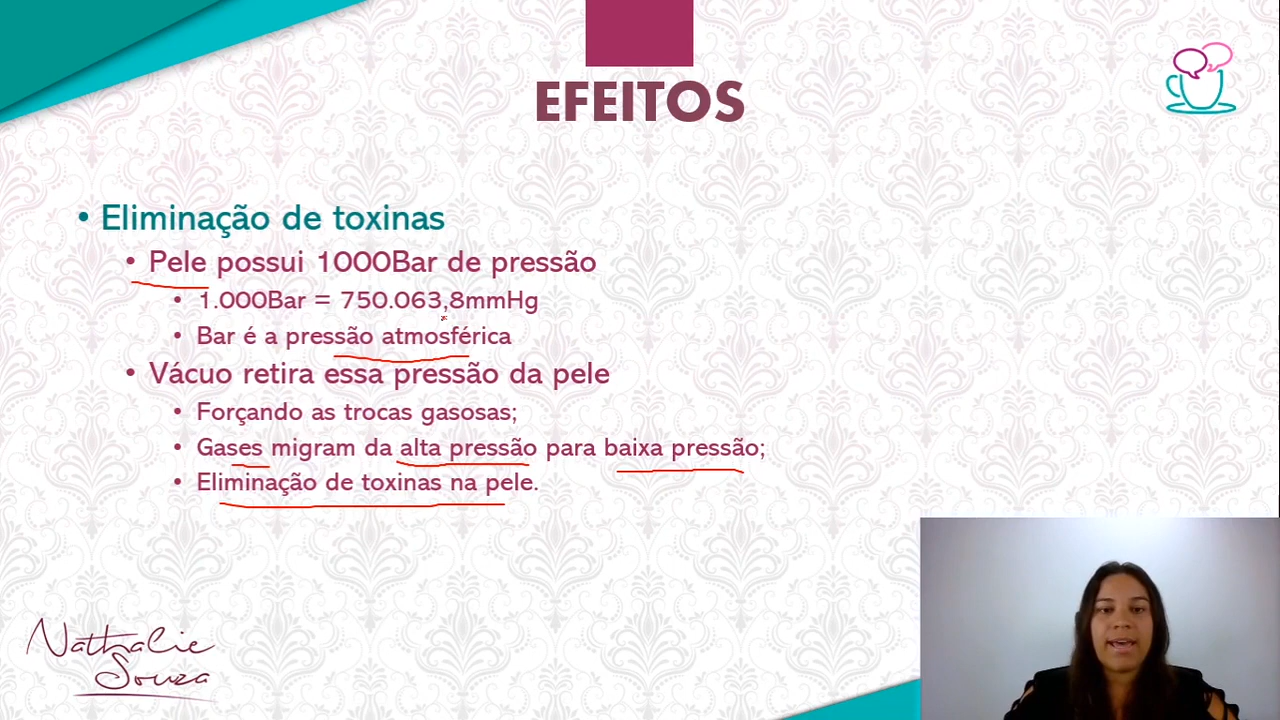 EFEITOS
• Eliminação de toxinas
• Pele possui 1000Bar de pressão
• 1.000Bar = 750.063,8mmHg
• Bar é a pressão atmosférica
• Vácuo retira essa pressão da pele
• Forçando as trocas gasosas;
• Gases migram da alta pressão para baixa pressão;
• Eliminação de toxinas na pele.
Nathalie
Souza